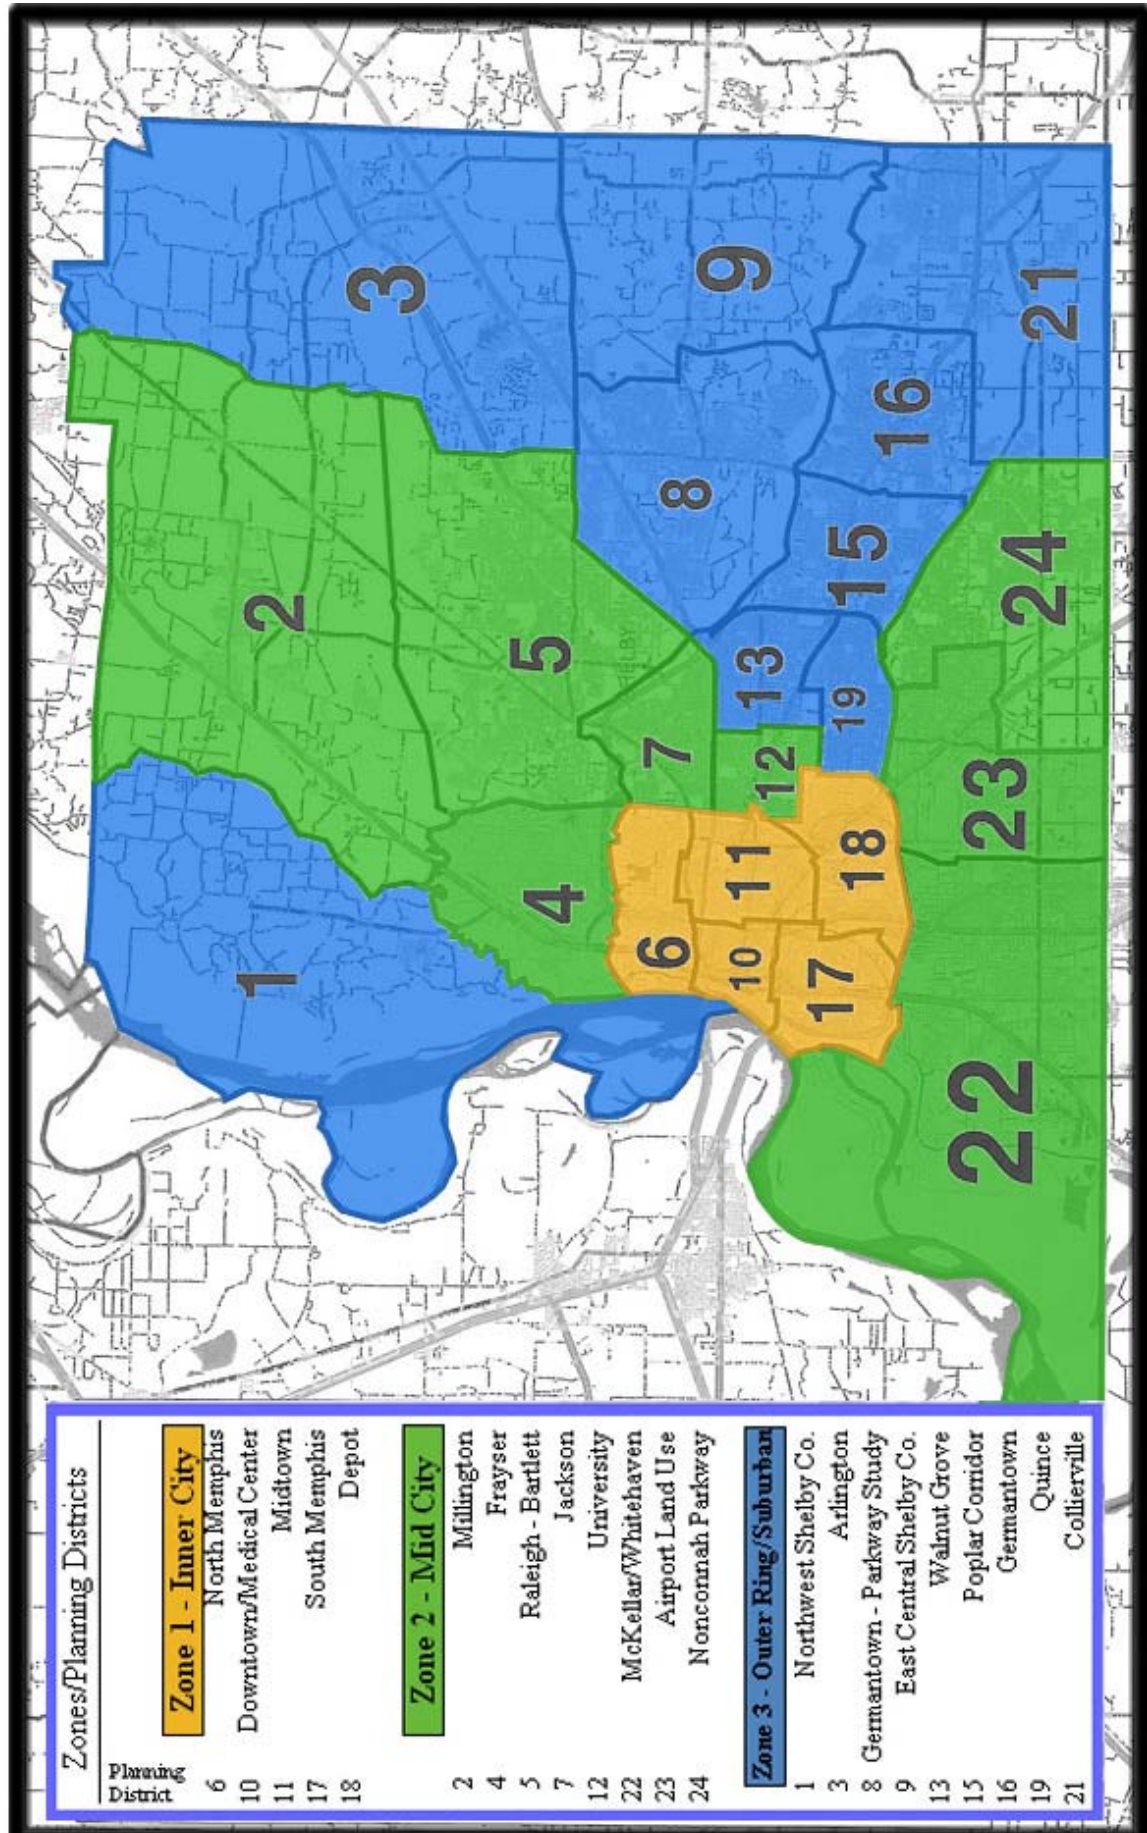 Zones/Planning Districts
Planning
District
Zone 1 - Inner City
6 North Memphis
10 Downtown/Medical Center
11 Midtown
17 South Memphis
18 Depot
Zone 2 - Mid City
2 Millington
4 Frayser
5 Raleigh - Bartlett
7 Jackson
12 University
22 McKellar/Whitehaven
23 Airport Land Use
24 Nonconnah Parkway
Zone 3 - Outer Ring/Suburban
1 Northwest Shelby Co.
3 Arlington
8 Germantown - Parkway Study
9 East Central Shelby Co.
13 Walnut Grove
15 Poplar Corridor
16 Germantown
19 Quince
21 Collierville
1
2
3
4
5
6
7
8
9
10
11
12
13
15
16
17
18
19
21
22
23
24